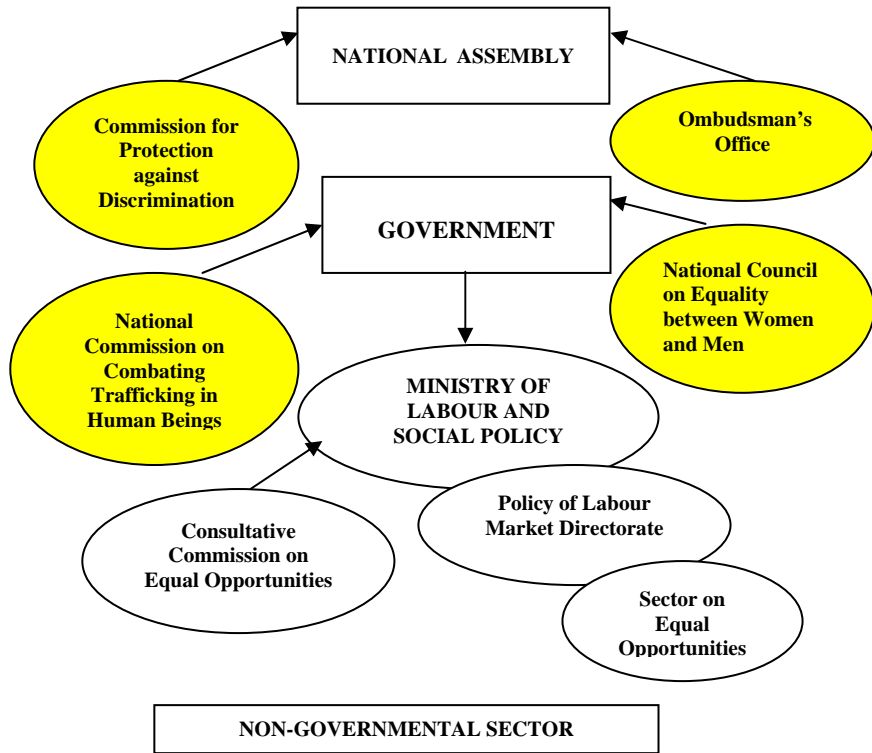 NATIONAL ASSEMBLY
Commission for
Protection
against
Discrimination
Ombudsman’s
Office
GOVERNMENT
National Council
on Equality
between Women
and Men
National
Commission on
Combating
Trafficking in
Human Beings
MINISTRY OF
LABOUR AND
SOCIAL POLICY
Policy of Labour
Market Directorate
Consultative
Commission on
Equal Opportunities
Sector on
Equal
Opportunities
NON-GOVERNMENTAL SECTOR